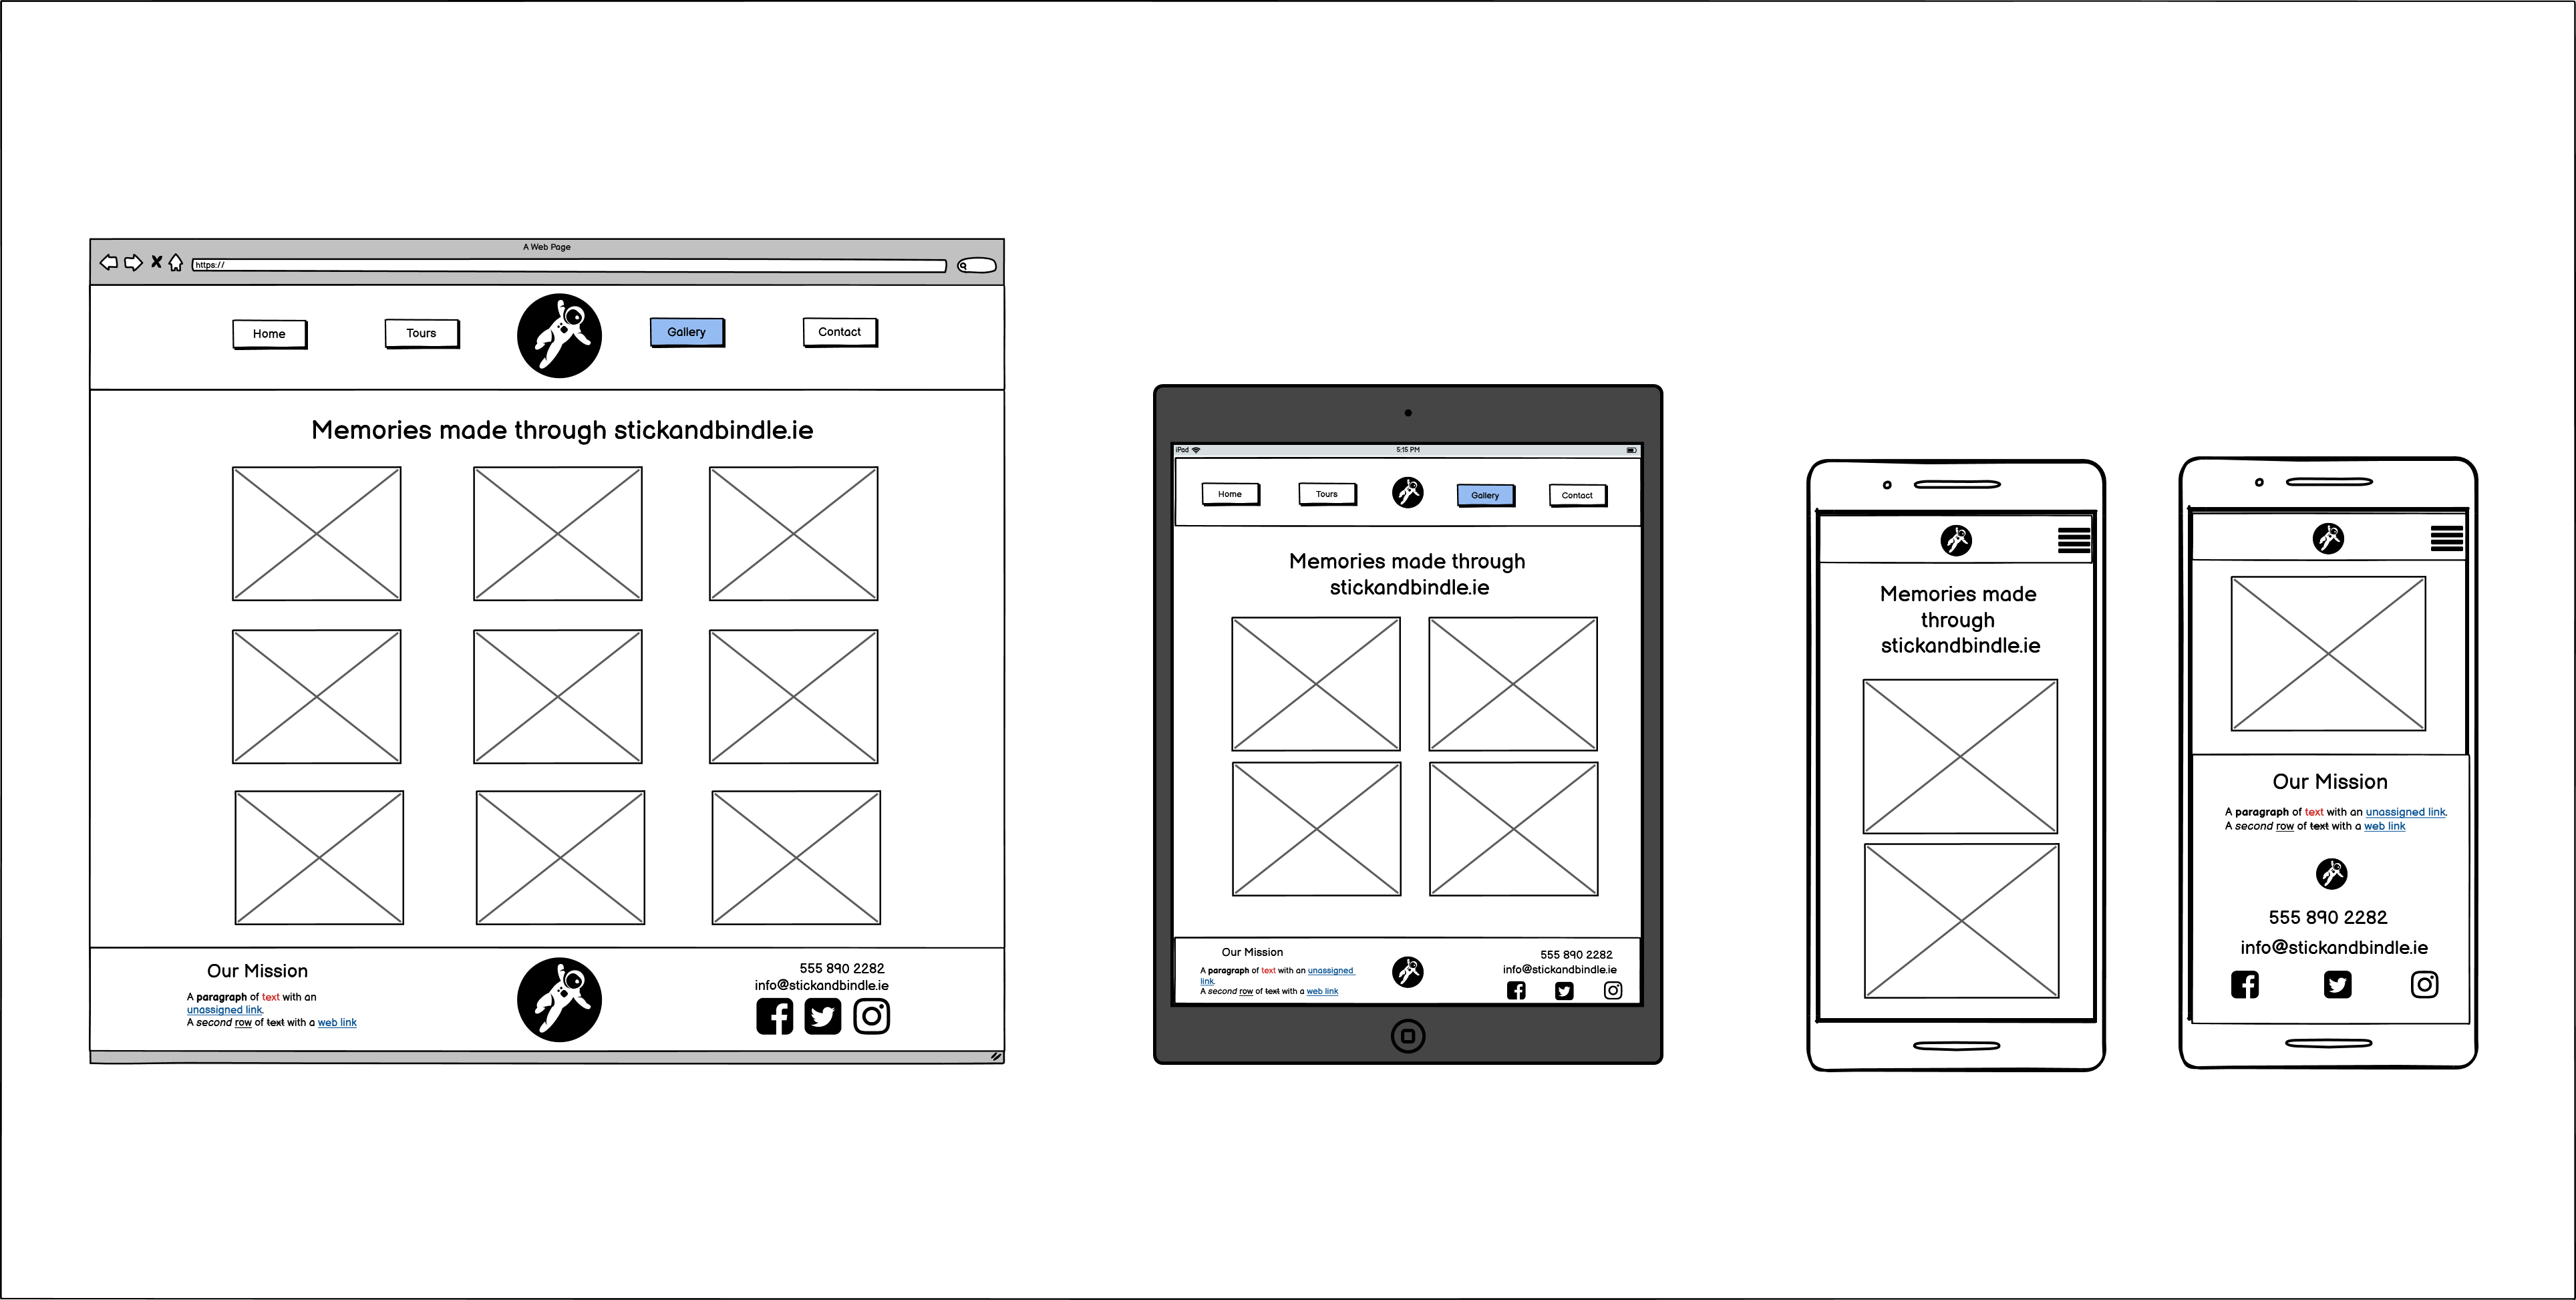 A Web Page
https://
Home
Tours
Gallery
Contact
Memories made through stickandbindle.ie
Our Mission
A paragraph of text with an
unassigned link.
A second row of text with a web link
555 890 2282
info@stickandbindle.ie
iPad
5:15 PM
Home
Tours
Gallery
Contact
Memories made through
stickandbindle.ie
Our Mission
A paragraph of text with an unassigned
link.
A second row of text with a web link
555 890 2282
info@stickandbindle.ie
Memories made
through
stickandbindle.ie
Our Mission
A paragraph of text with an unassigned link.
A second row of text with a web link
555 890 2282
info@stickandbindle.ie